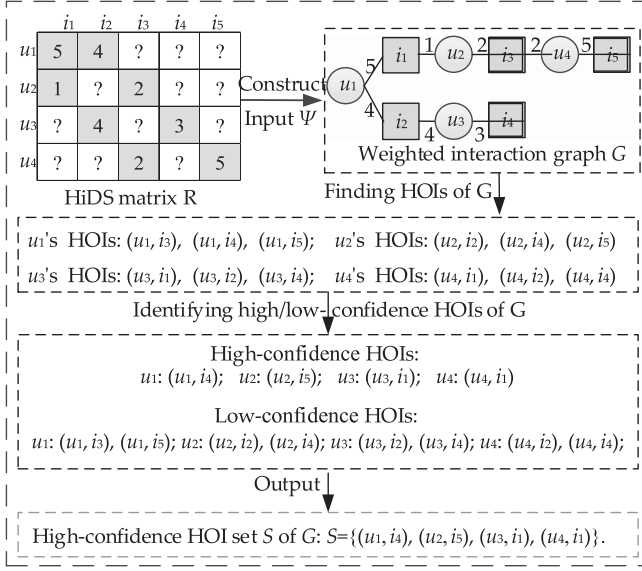 i1 i2 i3 i4 i5
u1 5 4 ? ? ?
u2 1 ? 2 ? ?
u3 ? 4 ? 3 ?
u4 ? ? 2 ? 5
HiDS matrix R
Construct
Input Ψ
u1 5 i1 1 u2 2 i3 2 u4 5 i5
4 i2 4 u3 3 i4
Weighted interaction graph G
Finding HOIs of G
u1's HOIs: (u1, i3), (u1, i4), (u1, i5); u2's HOIs: (u2, i2), (u2, i4), (u2, i5)
u3's HOIs: (u3, i1), (u3, i2), (u3, i4); u4's HOIs: (u4, i1), (u4, i2), (u4, i4)
Identifying high/low-confidence HOIs of G
High-confidence HOIs:
u1: (u1, i4); u2: (u2, i5); u3: (u3, i1); u4: (u4, i1)
Low-confidence HOIs:
u1: (u1, i3), (u1, i5); u2: (u2, i2), (u2, i4); u3: (u3, i2), (u3, i4); u4: (u4, i2), (u4, i4);
Output
High-confidence HOI set S of G: S={(u1, i4), (u2, i5), (u3, i1), (u4, i1)}.